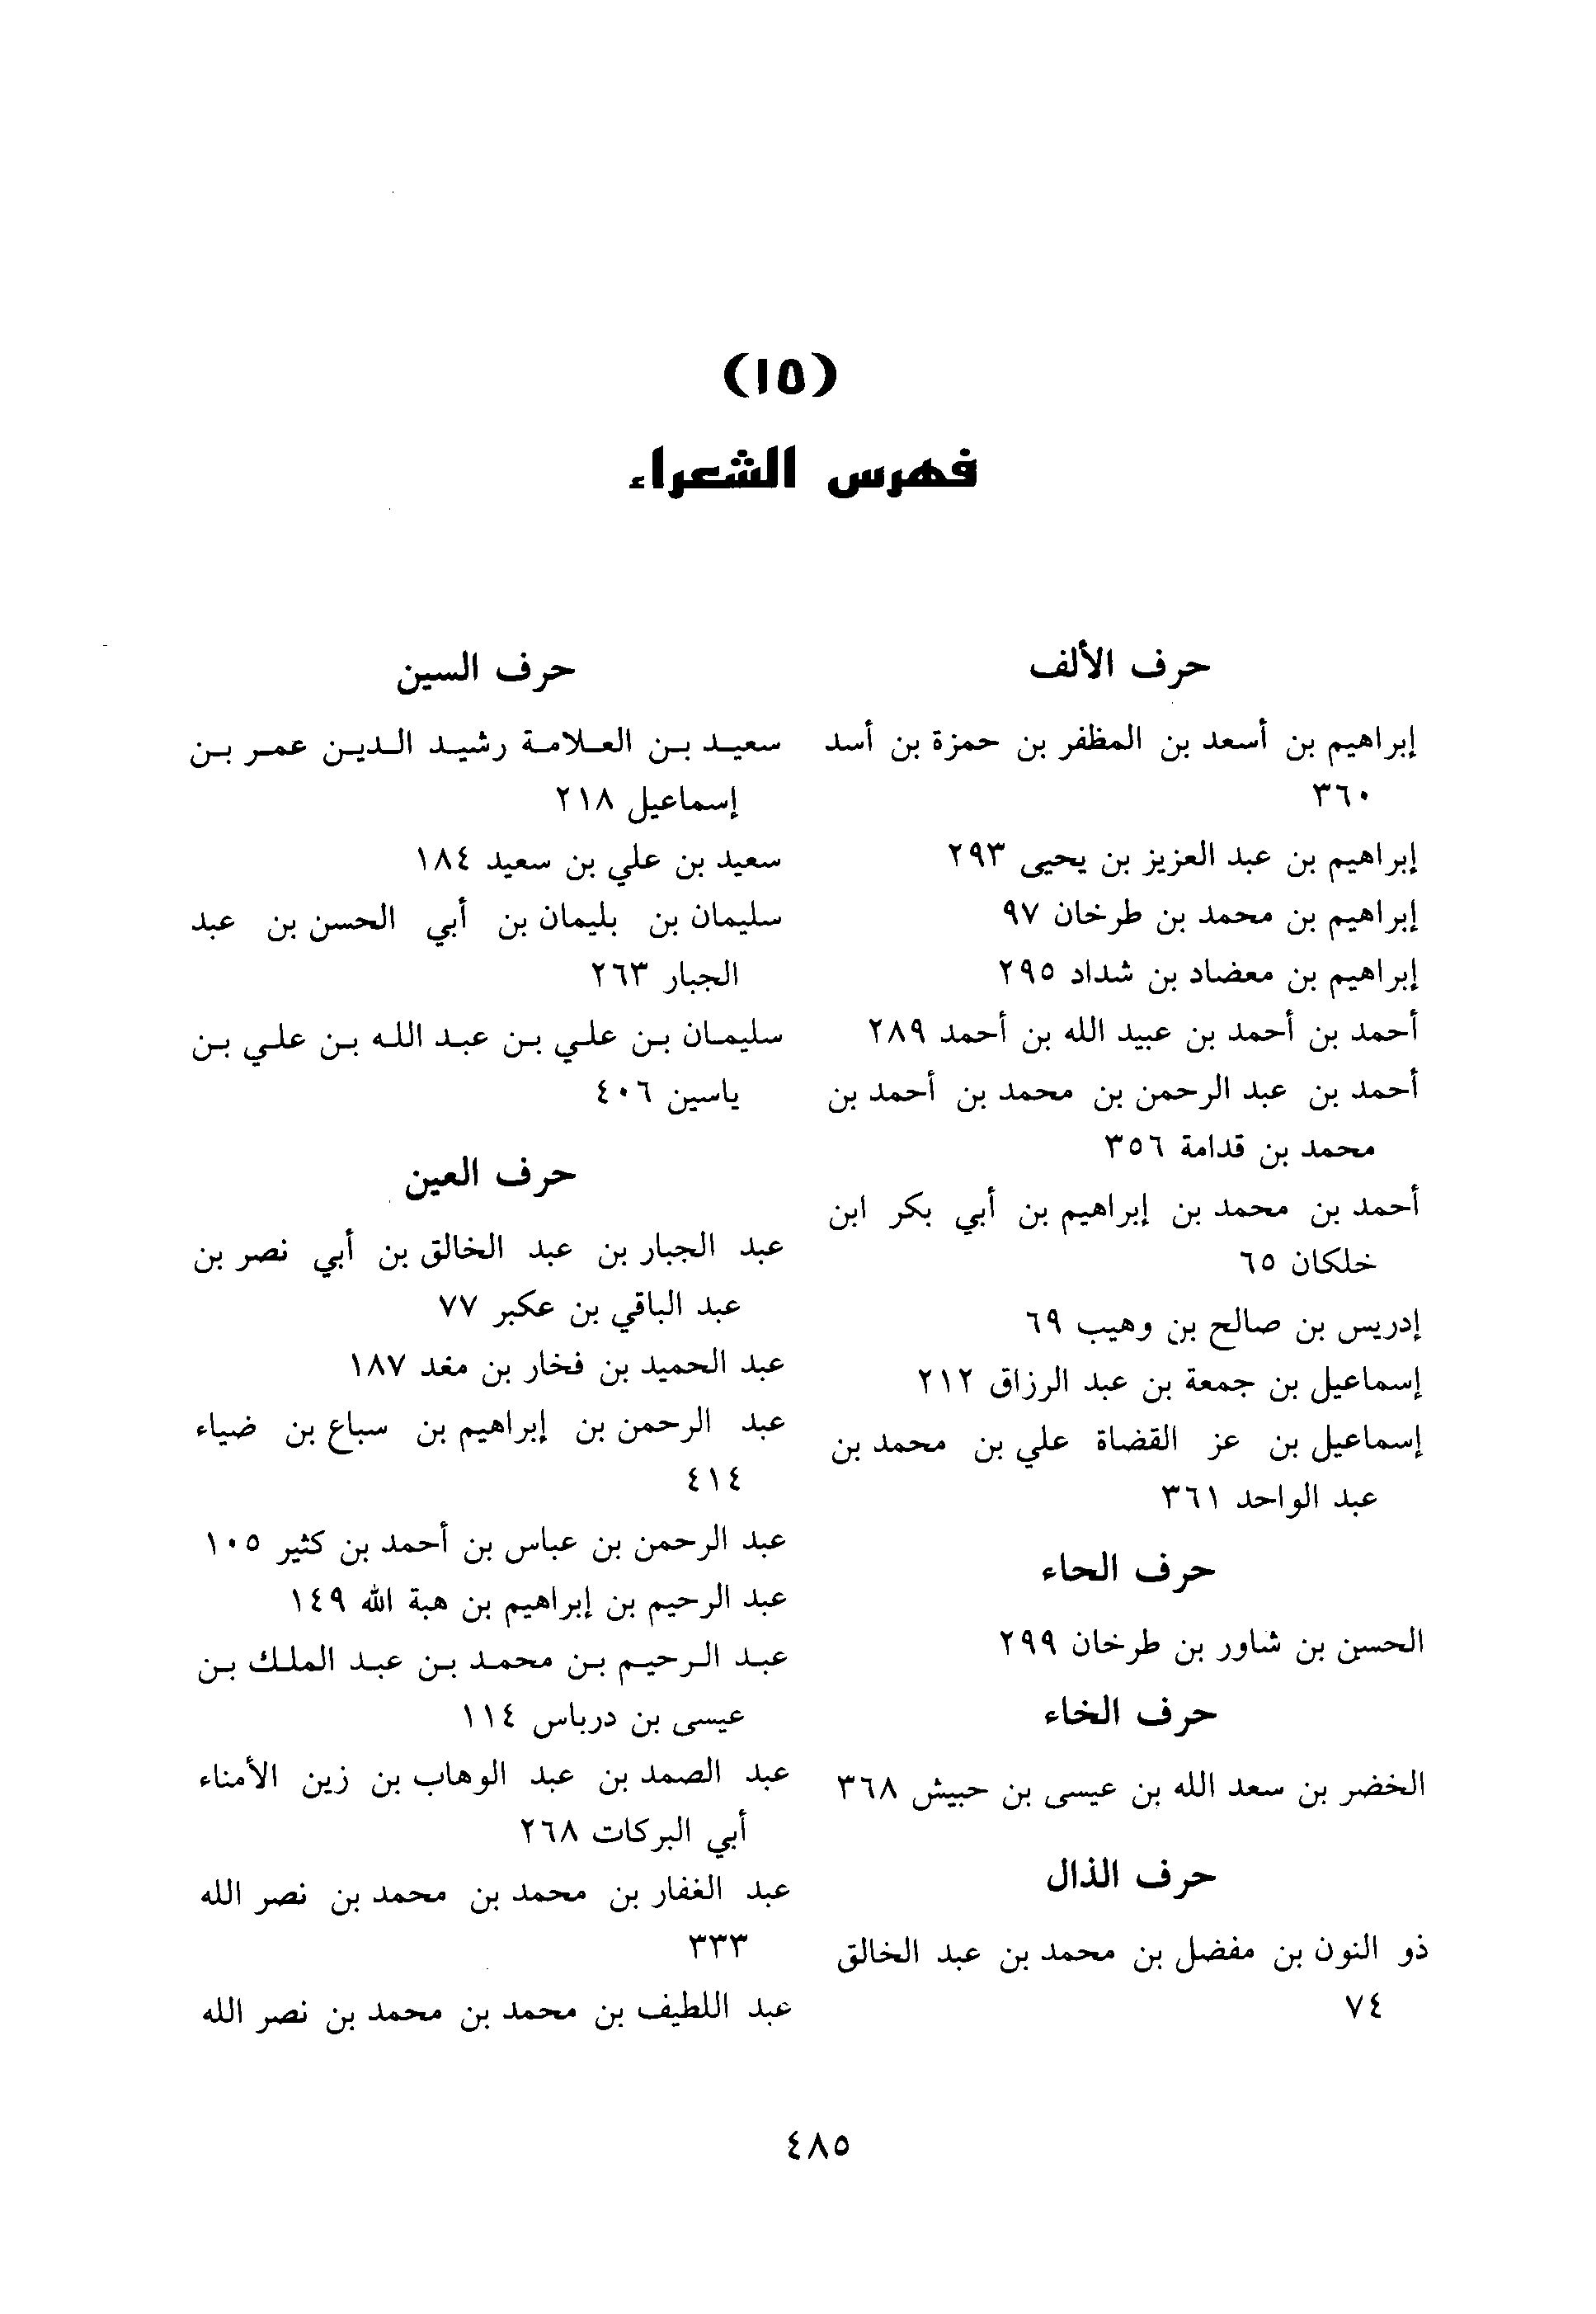 (١٥)
فهرس الشعراء
حرف الألف
إبراهيم بن أسعد بن المظفر بن حمزة بن أسد
٣٦٠
إبراهيم بن عبد العزيز بن يحيى ٢٩٣
إبراهيم بن محمد بن طرخان ٩٧
إبراهيم بن معضاد بن شداد ٢٩٥
أحمد بن أحمد بن عبيد الله بن أحمد ٢٨٩
أحمد بن عبد الرحمن بن محمد بن أحمد بن
محمد بن قدامة ٣٥٦
أحمد بن محمد بن إبراهيم بن أبي بكر ابن
خلكان ٦٥
إدريس بن صالح بن وهيب ٦٩
إسماعيل بن جمعة بن عبد الرزاق ٢١٢
إسماعيل بن عز القضاة علي بن محمد بن
عبد الواحد ٣٦١
حرف الحاء
الحسن بن شاور بن طرخان ٢٩٩
حرف الخاء
الخضر بن سعد الله بن عيسى بن حبيش ٣٦٨
حرف الذال
ذو النون بن مفضل بن محمد بن عبد الخالق
٧٤
حرف السين
سعيد بن العلامة رشيد الدين عمر بن
إسماعيل ٢١٨
سعيد بن علي بن سعيد ١٨٤
سليمان بن بليمان بن أبي الحسن بن عبد
الجبار ٢٦٣
سليمان بن علي بن عبد الله بن علي بن
ياسين ٤٠٦
حرف العين
عبد الجبار بن عبد الخالق بن أبي نصر بن
عبد الباقي بن عكبر ٧٧
عبد الحميد بن فخار بن مغد ١٨٧
عبد الرحمن بن إبراهيم بن سباع بن ضياء
٤١٤
عبد الرحمن بن عباس بن أحمد بن كثير ١٠٥
عبد الرحيم بن إبراهيم بن هبة الله ١٤٩
عبد الرحيم بن محمد بن عبد الملك بن
عيسى بن درباس ١١٤
عبد الصمد بن عبد الوهاب بن زين الأمناء
أبي البركات ٢٦٨
عبد الغفار بن محمد بن محمد بن نصر الله
٣٣٣
عبد اللطيف بن محمد بن محمد بن نصر الله
٤٨٥